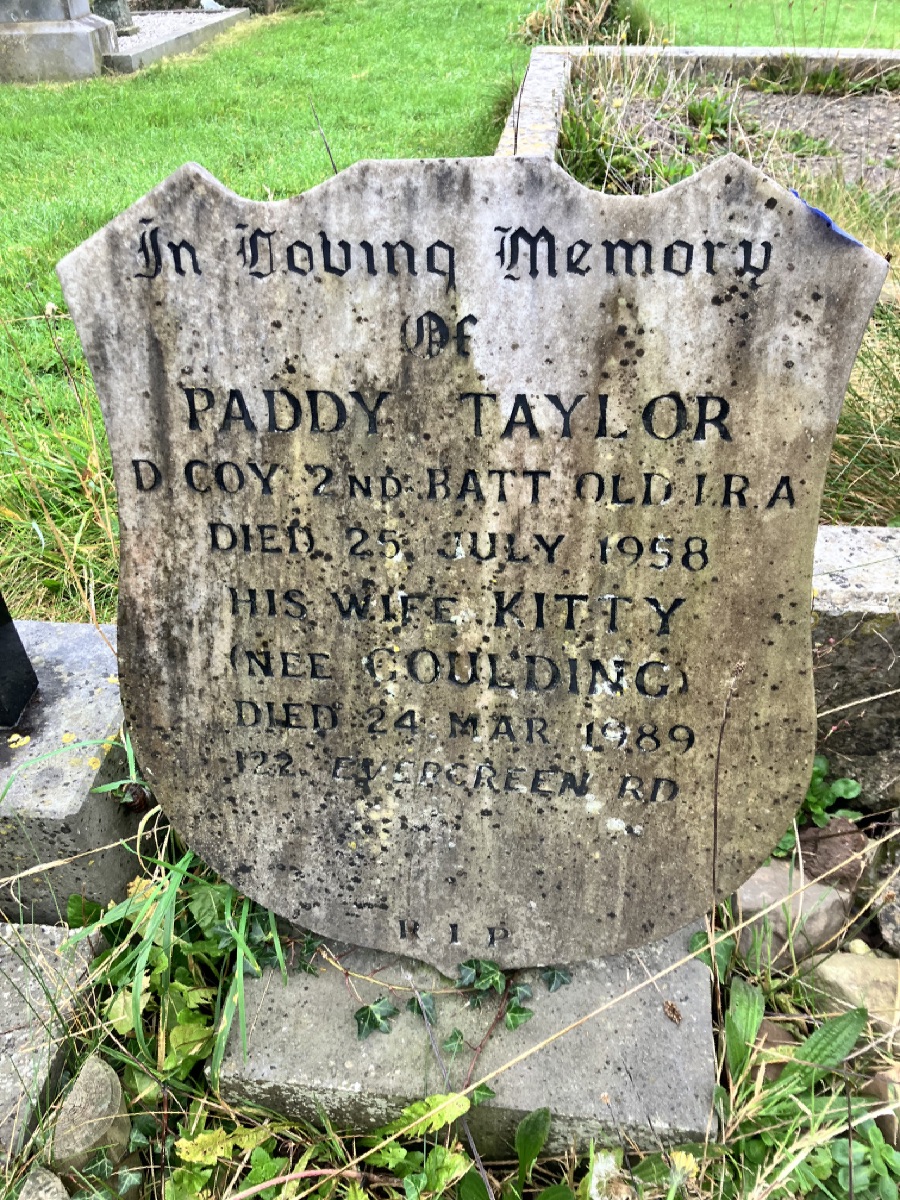 In Loving Memory
Of
PADDY TAYLOR
D COY 2ND BATT OLD I.R.A
DIED 25 JULY 1958
HIS WIFE KITTY
(NEE GOULDING)
DIED 24 MAR 1989
122 EVERGREEN RD
R I P